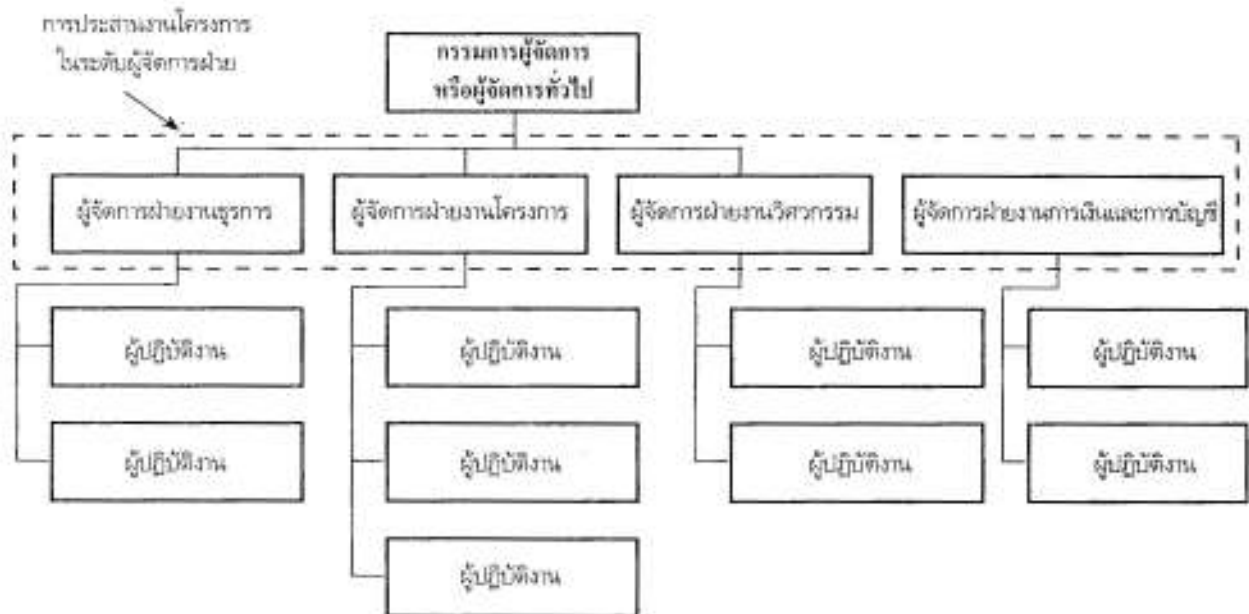 การประสานงานโครงการ
ในระดับผู้จัดการฝ่าย
กรรมการผู้จัดการ
หรือผู้จัดการทั่วไป
ผู้จัดการฝ่ายงานธุรการ
ผู้จัดการฝ่ายงานโครงการ
ผู้จัดการฝ่ายงานวิศวกรรม
ผู้จัดการฝ่ายงานการเงินและการบัญชี
ผู้ปฏิบัติงาน
ผู้ปฏิบัติงาน
ผู้ปฏิบัติงาน
ผู้ปฏิบัติงาน
ผู้ปฏิบัติงาน
ผู้ปฏิบัติงาน
ผู้ปฏิบัติงาน
ผู้ปฏิบัติงาน
ผู้ปฏิบัติงาน